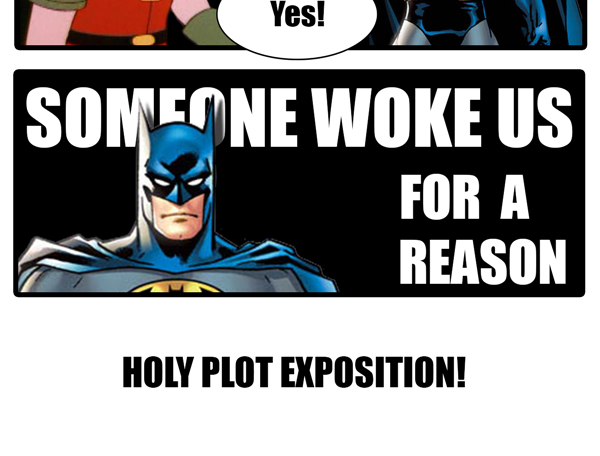 Yes!
SOMEONE WOKE US
FOR A
REASON
HOLY PLOT EXPOSITION!